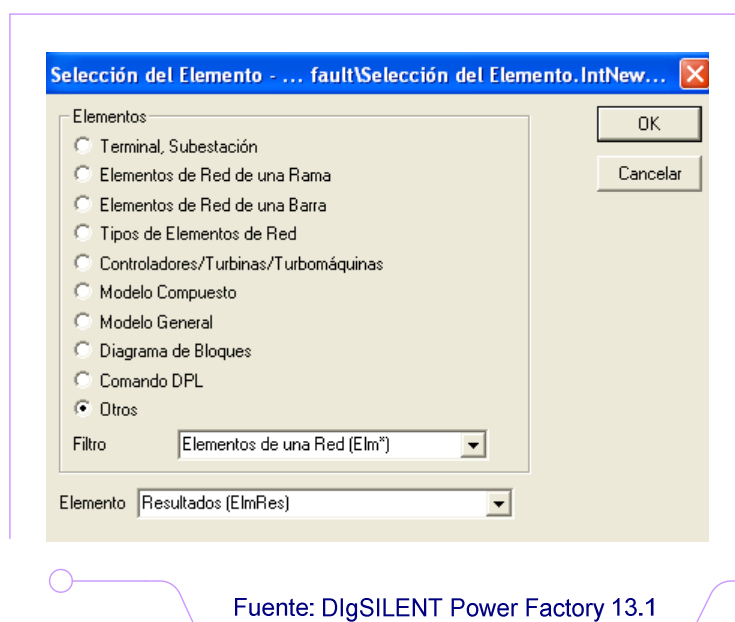 Selección del Elemento - ... fault\Selección del Elemento.IntNew...
Elementos
Terminal, Subestación
Elementos de Red de una Rama
Elementos de Red de una Barra
Tipos de Elementos de Red
Controladores/Turbinas/Turbomáquinas
Modelo Compuesto
Modelo General
Diagrama de Bloques
Comando DPL
Otros
Filtro Elementos de una Red (Elm*)
Elemento Resultados (ElmRes)
OK
Cancelar
Fuente: DIgSILENT Power Factory 13.1